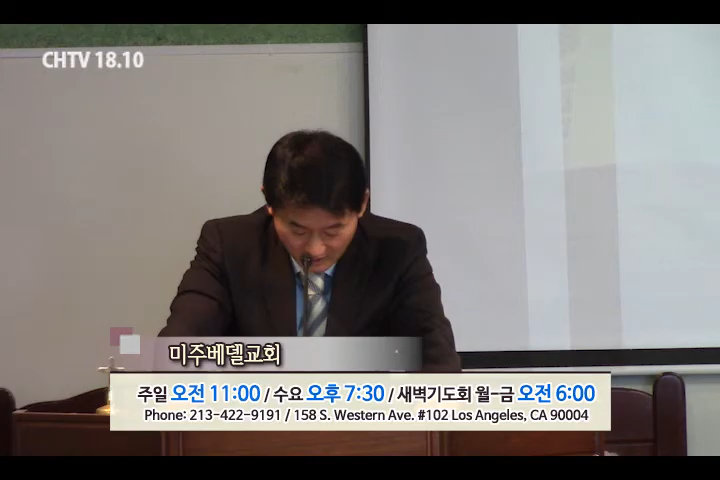 CHTV 18.10
미주베델교회
주일 오전 11:00 / 수요 오후 7:30 / 새벽기도회 월-금 오전 6:00
Phone: 213-422-9191 / 158 S. Western Ave. #102 Los Angeles, CA 90004